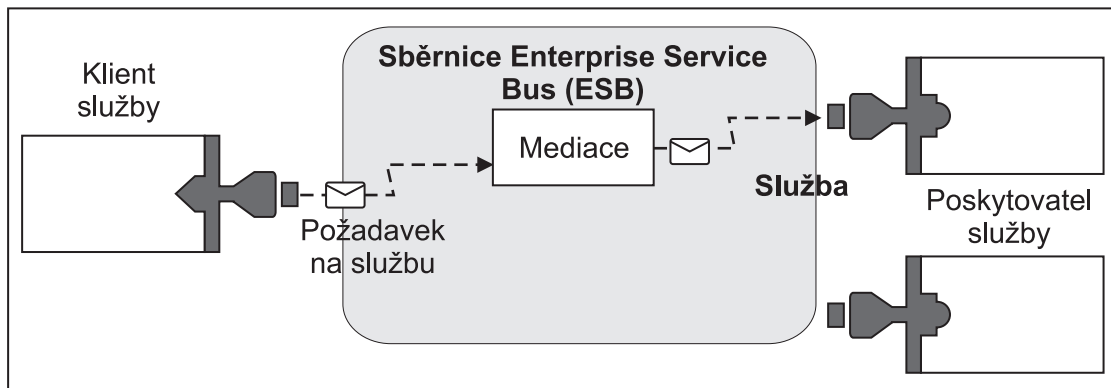 Klient
služby
Sběrnice Enterprise Service
Bus (ESB)
Mediace
Požadavek
na službu
Služba
Poskytovatel
služby